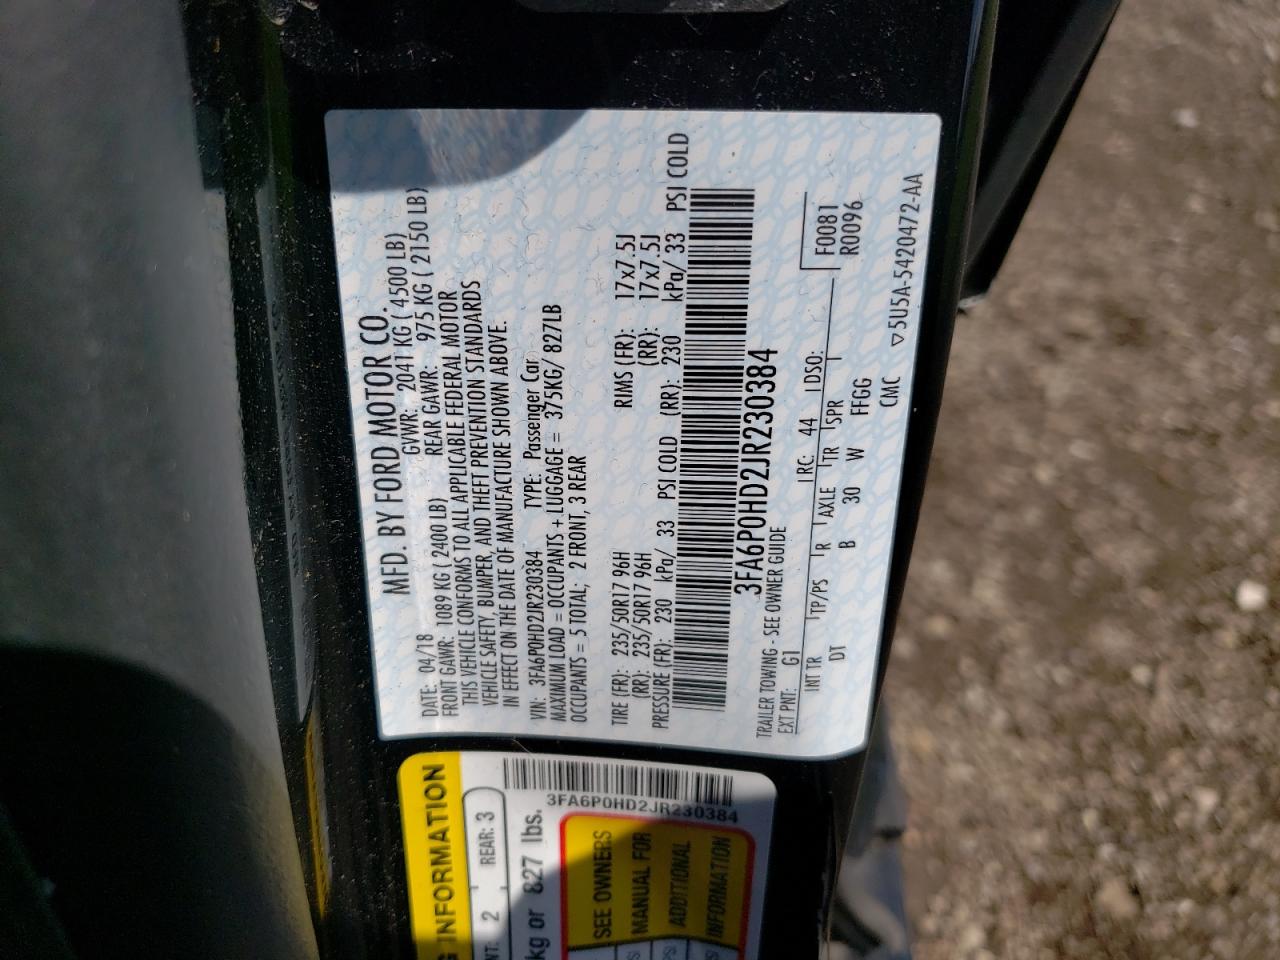 MFD. BY FORD MOTOR CO.
DATE: 04/18 GVWR: 2041 KG ( 4500 LB)
FRONT GAWR: 1089 KG ( 2400 LB) REAR GAWR: 975 KG ( 2150 LB)
THIS VEHICLE CONFORMS TO ALL APPLICABLE FEDERAL MOTOR
VEHICLE SAFETY, BUMPER, AND THEFT PREVENTION STANDARDS
IN EFFECT ON THE DATE OF MANUFACTURE SHOWN ABOVE.
VIN: 3FA6P0HD2JR230384 TYPE: Passenger Car
MAXIMUM LOAD = OCCUPANTS + LUGGAGE = 375KG/ 827LB
OCCUPANTS = 5 TOTAL; 2 FRONT, 3 REAR
TIRE (FR): 235/50R17 96H RIMS (FR): 17x7.5J
(RR): 235/50R17 96H (RR): 17x7.5J
PRESSURE (FR): 230 kPa/ 33 PSI COLD (RR): 230 kPa/ 33 PSI COLD
3FA6P0HD2JR230384
TRAILER TOWING - SEE OWNER GUIDE
EXT PNT: G1 RC: 44 DSO: F0081
INT TR TP/PS R AXLE TR SPR R0096
DT B 30 W FFGG
CMC ▽5U5A-5420472-AA
3FA6P0HD2JR230384
INFORMATION
2 REAR: 3
kg or 827 lbs.
SEE OWNERS
MANUAL FOR
ADDITIONAL
INFORMATION